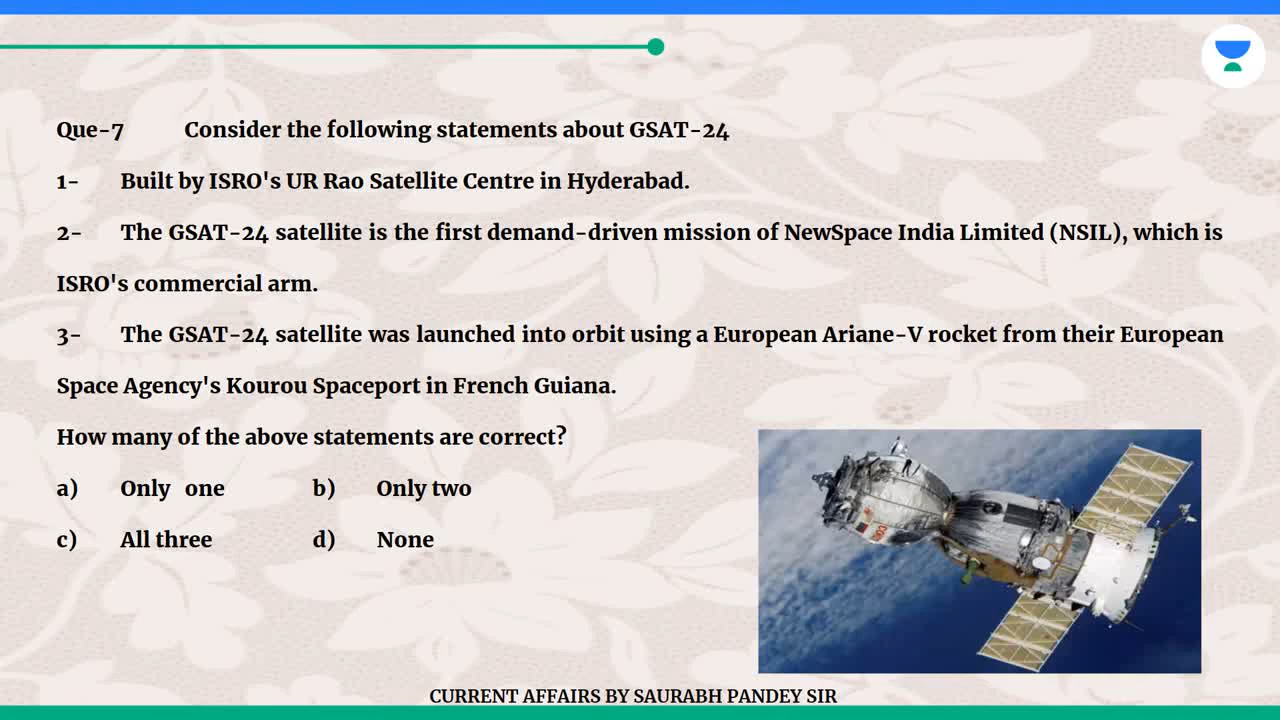 Que-7 Consider the following statements about GSAT-24
1- Built by ISRO's UR Rao Satellite Centre in Hyderabad.
2- The GSAT-24 satellite is the first demand-driven mission of NewSpace India Limited (NSIL), which is
ISRO's commercial arm.
3- The GSAT-24 satellite was launched into orbit using a European Ariane-V rocket from their European
Space Agency's Kourou Spaceport in French Guiana.
How many of the above statements are correct?
a) Only one b) Only two
c) All three d) None
CURRENT AFFAIRS BY SAURABH PANDEY SIR